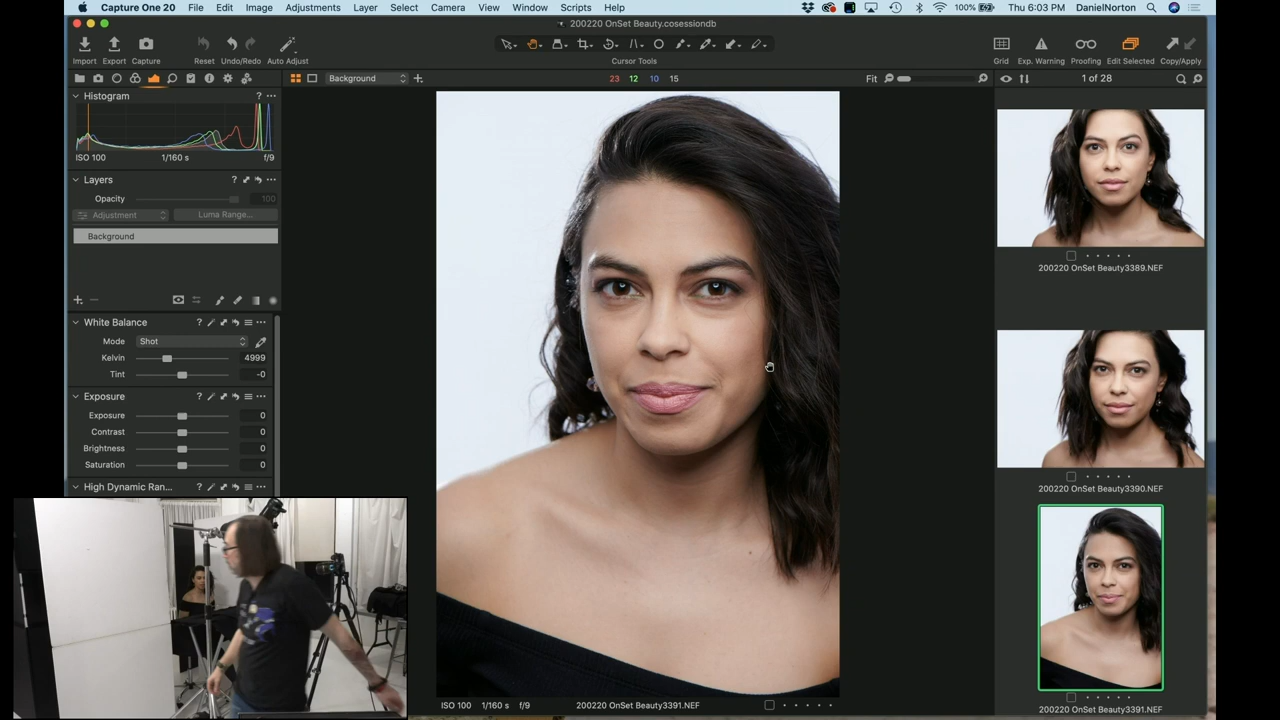 Capture One 20 File Edit Image Adjustments Layer Select Camera View Window Scripts Help 100% Thu 6:03 PM DanielNorton
200220 OnSet Beauty.cosessiondb
Import Export Capture Reset Undo/Redo Auto Adjust Cursor Tools Grid Exp. Warning Proofing Edit Selected Copy/Apply
Background 23 12 10 15 Fit 1 of 28
Histogram ?
ISO 100 1/160 s f/9
Layers ?
Opacity 100
Adjustment Luma Range...
Background
White Balance ?
Mode Shot
Kelvin 4999
Tint -0
Exposure ?
Exposure 0
Contrast 0
Brightness 0
Saturation 0
High Dynamic Ran... ?
ISO 100 1/160 s f/9 200220 OnSet Beauty3391.NEF
200220 OnSet Beauty3389.NEF
200220 OnSet Beauty3390.NEF
200220 OnSet Beauty3391.NEF